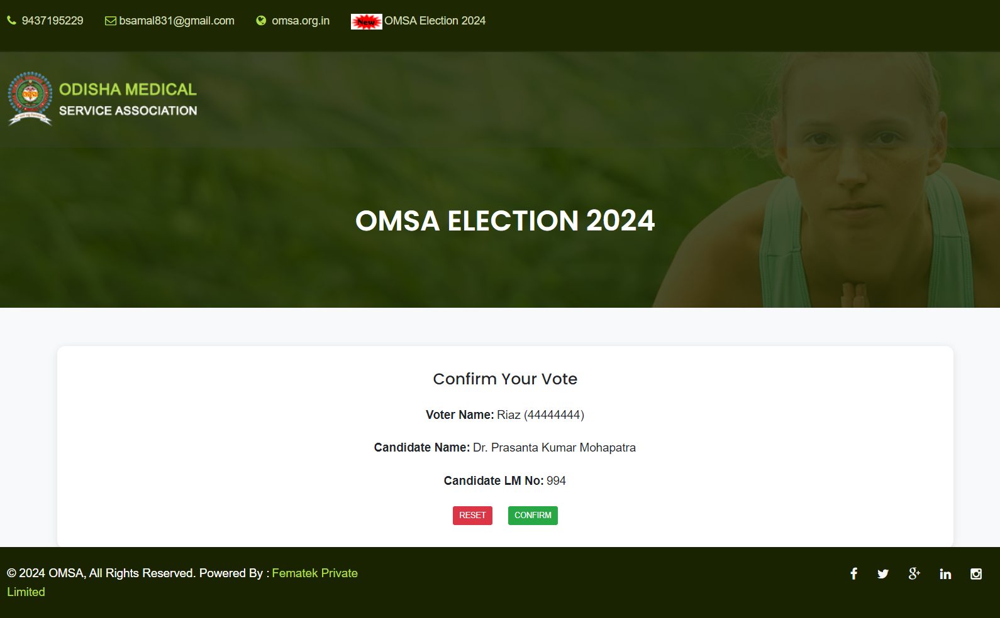 9437195229 bsamal831@gmail.com omsa.org.in New OMSA Election 2024
ODISHA MEDICAL
SERVICE ASSOCIATION
OMSA ELECTION 2024
Confirm Your Vote
Voter Name: Riaz (44444444)
Candidate Name: Dr. Prasanta Kumar Mohapatra
Candidate LM No: 994
RESET CONFIRM
© 2024 OMSA, All Rights Reserved. Powered By : Fematek Private
Limited